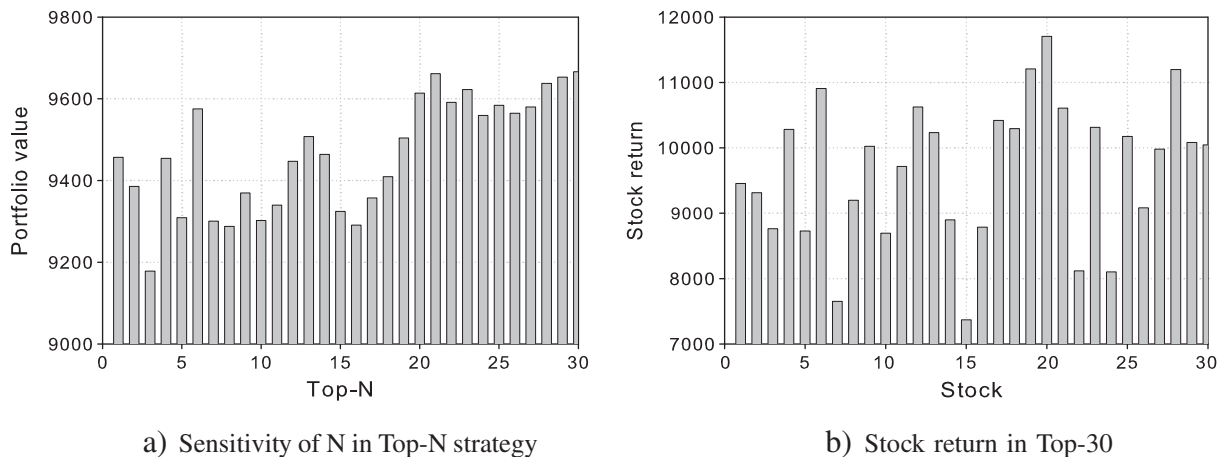 9800
9600
9400
9200
9000
Portfolio value
0 5 10 15 20 25 30
Top-N
a) Sensitivity of N in Top-N strategy
12000
11000
10000
9000
8000
7000
Stock return
0 5 10 15 20 25 30
Stock
b) Stock return in Top-30